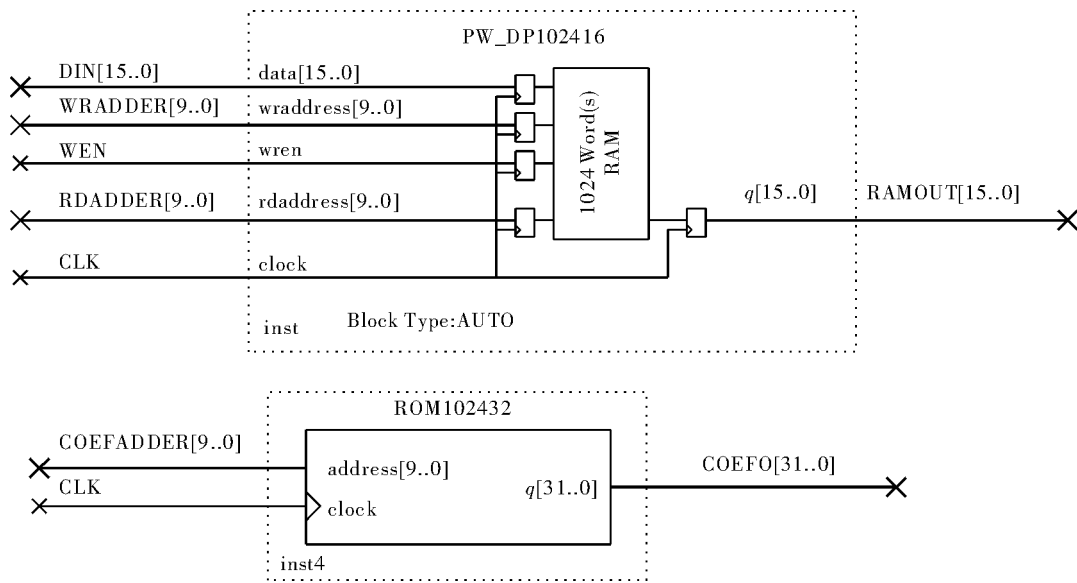 PW_DP102416
DIN[15..0] data[15..0]
WRADDER[9..0] wraddress[9..0]
WEN wren
RDADDER[9..0] rdaddress[9..0]
CLK clock
1024 Word(s)
RAM
q[15..0] RAMOUT[15..0]
inst Block Type:AUTO
ROM102432
COEFADDER[9..0] address[9..0]
CLK clock
q[31..0] COEFO[31..0]
inst4